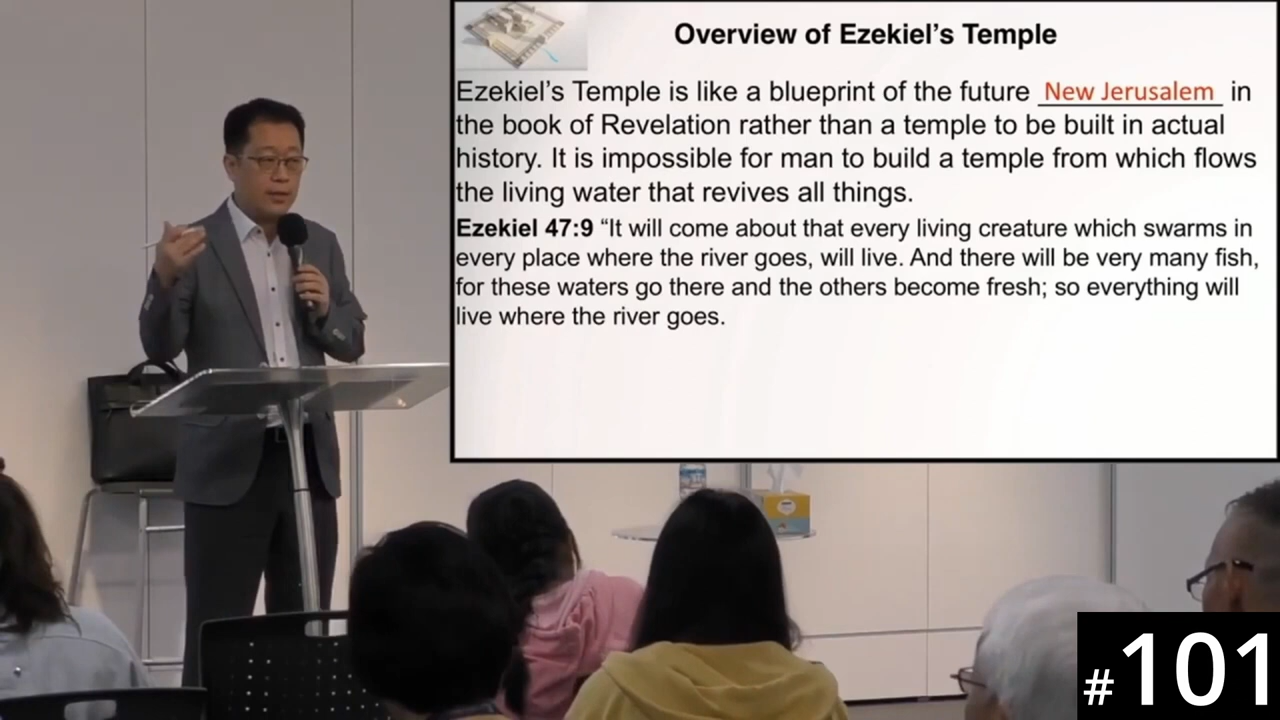 Overview of Ezekiel's Temple
Ezekiel's Temple is like a blueprint of the future New Jerusalem in
the book of Revelation rather than a temple to be built in actual
history. It is impossible for man to build a temple from which flows
the living water that revives all things.
Ezekiel 47:9 “It will come about that every living creature which swarms in
every place where the river goes, will live. And there will be very many fish,
for these waters go there and the others become fresh; so everything will
live where the river goes.
#101